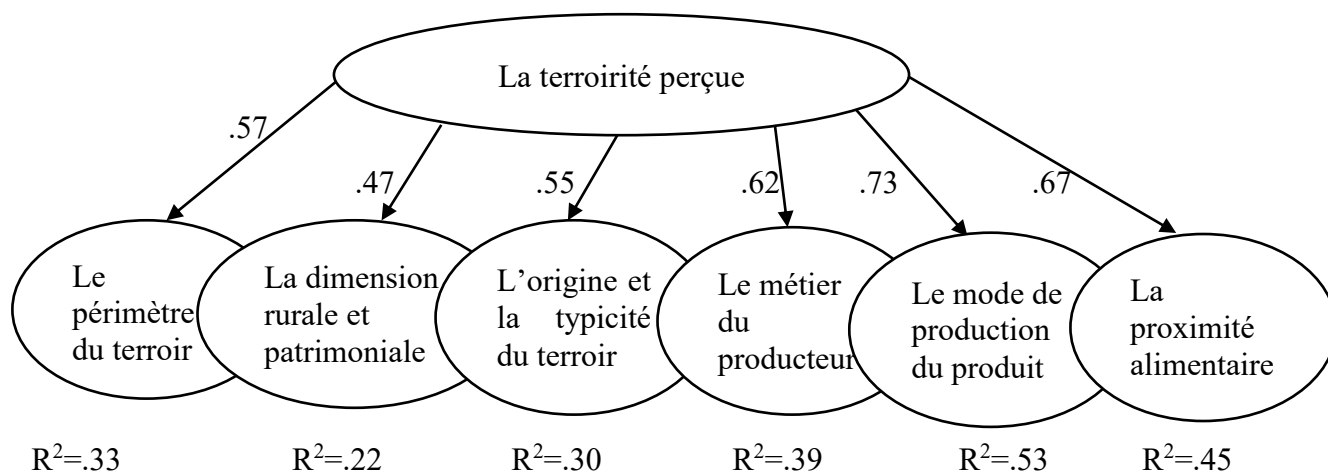 La terroirité perçue
.57
.47
.55
.62
.73
.67
Le
périmètre
du terroir
La dimension
rurale et
patrimoniale
L’origine et
la typicité
du terroir
Le métier
du
producteur
Le mode de
production
du produit
La
proximité
alimentaire
R²=.33
R²=.22
R²=.30
R²=.39
R²=.53
R²=.45